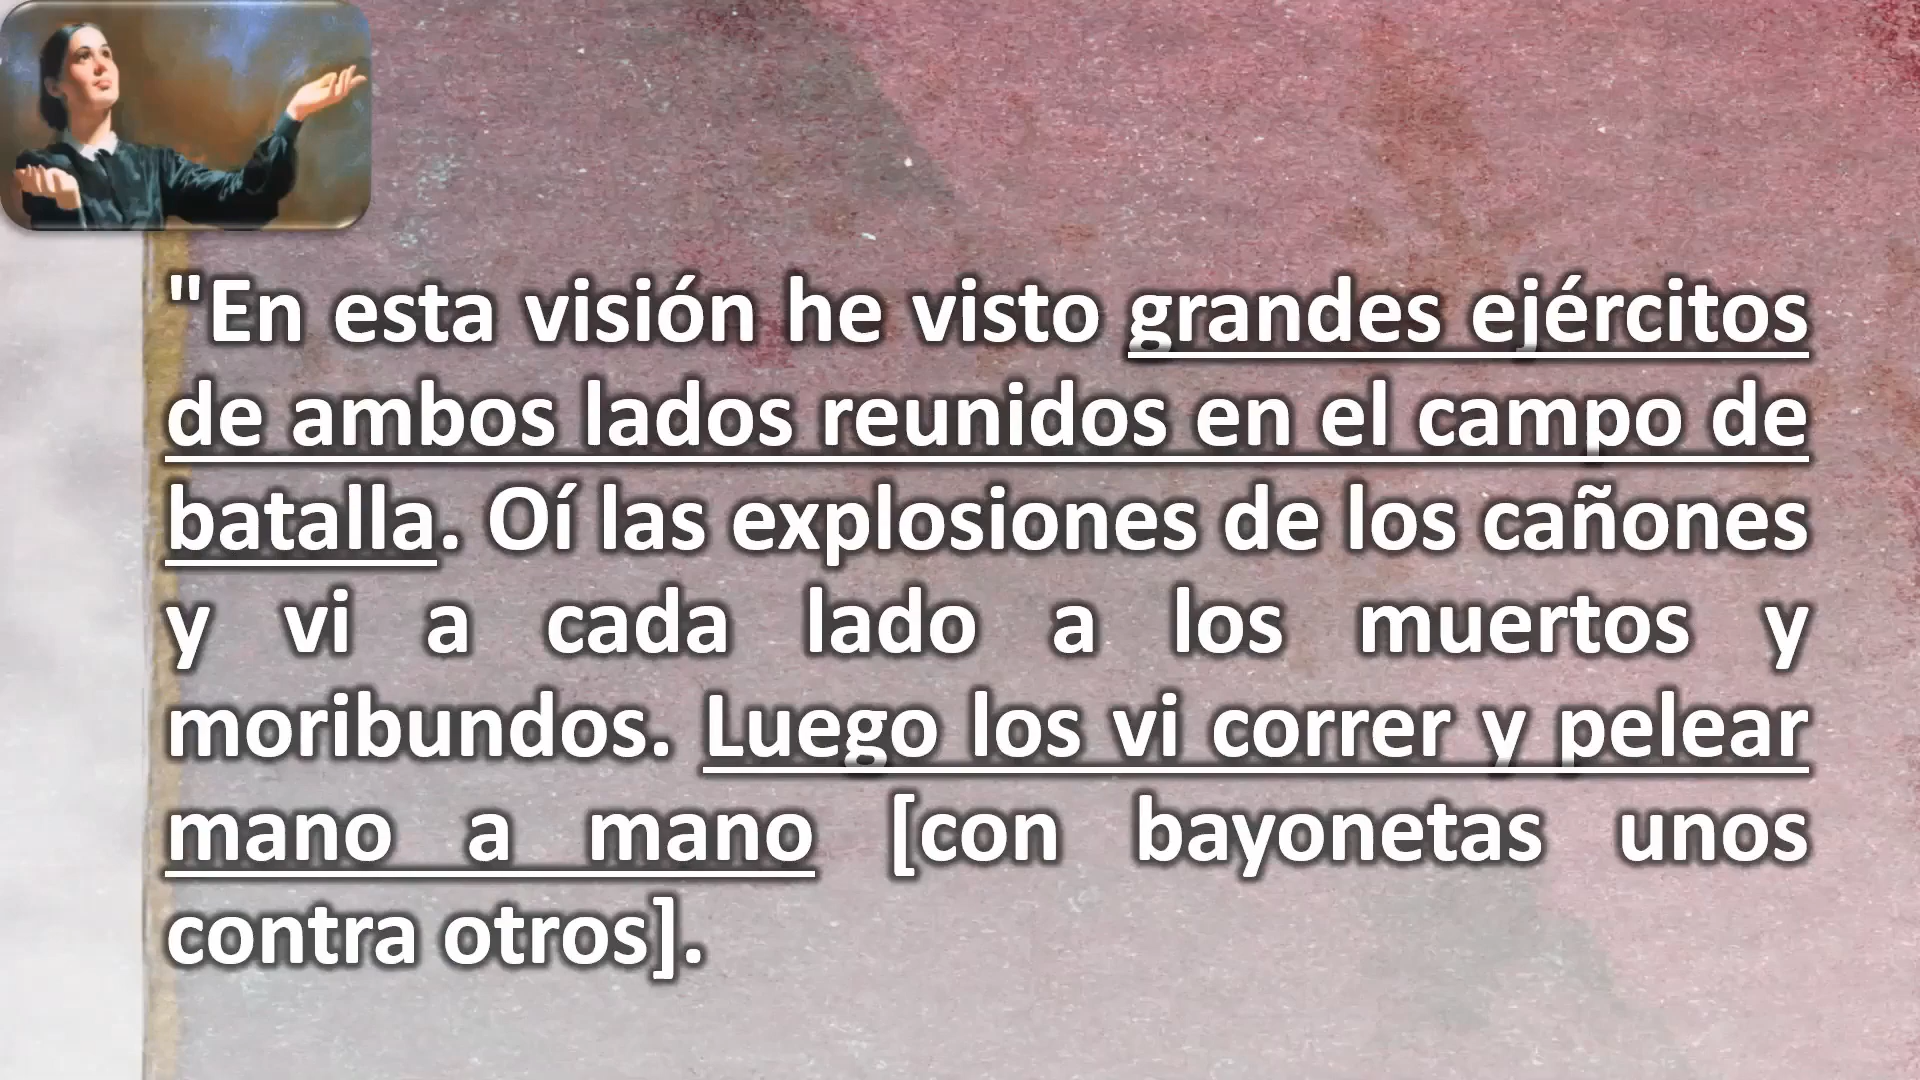 "En esta visión he visto grandes ejércitos
de ambos lados reunidos en el campo de
batalla. Oí las explosiones de los cañones
y vi a cada lado a los muertos y
moribundos. Luego los vi correr y pelear
mano a mano [con bayonetas unos
contra otros].